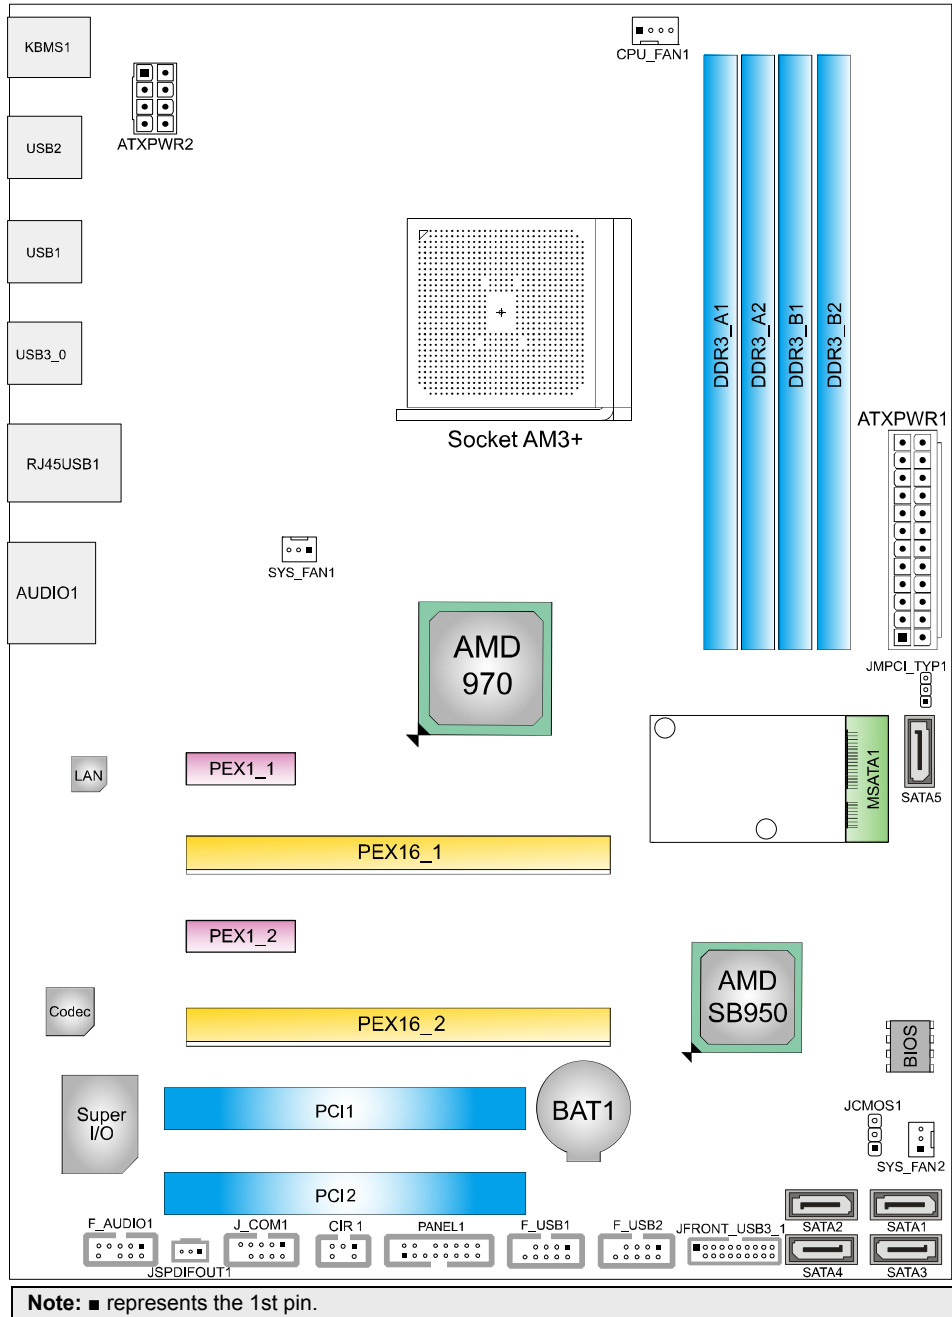 KBMS1
CPU_FAN1
ATXPWR2
USB2
USB1
USB3_0
DDR3_A1
DDR3_A2
DDR3_B1
DDR3_B2
ATXPWR1
Socket AM3+
RJ45USB1
SYS_FAN1
AUDIO1
AMD
970
JMPCI_TYP1
LAN
PEX1_1
MSATA1
SATA5
PEX16_1
PEX1_2
AMD
SB950
Codec
PEX16_2
BIOS
Super
I/O
PCI1
BAT1
JCMOS1
SYS_FAN2
PCI2
F_AUDIO1
JSPDIFOUT1
J_COM1
CIR1
PANEL1
F_USB1
F_USB2
JFRONT_USB3_1
SATA2
SATA1
SATA4
SATA3
Note: ■ represents the 1st pin.